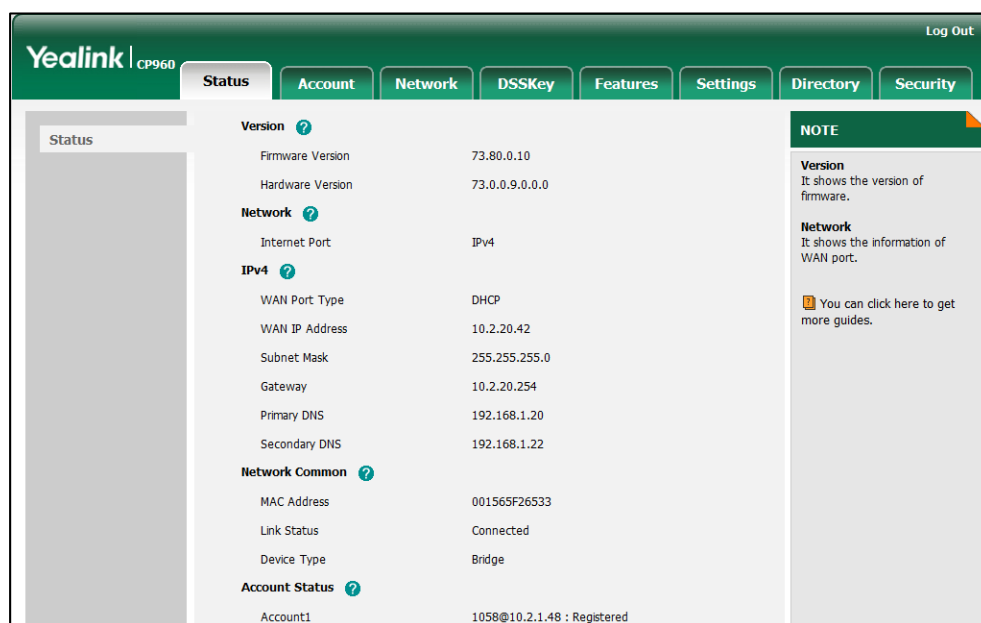 Log Out
Yealink CP960
Status Account Network DSSKey Features Settings Directory Security
Status
Version ?
Firmware Version 73.80.0.10
Hardware Version 73.0.0.9.0.0.0
Network ?
Internet Port IPv4
IPv4 ?
WAN Port Type DHCP
WAN IP Address 10.2.20.42
Subnet Mask 255.255.255.0
Gateway 10.2.20.254
Primary DNS 192.168.1.20
Secondary DNS 192.168.1.22
Network Common ?
MAC Address 001565F26533
Link Status Connected
Device Type Bridge
Account Status ?
Account1 1058@10.2.1.48 : Registered
NOTE
Version
It shows the version of
firmware.
Network
It shows the information of
WAN port.
? You can click here to get
more guides.